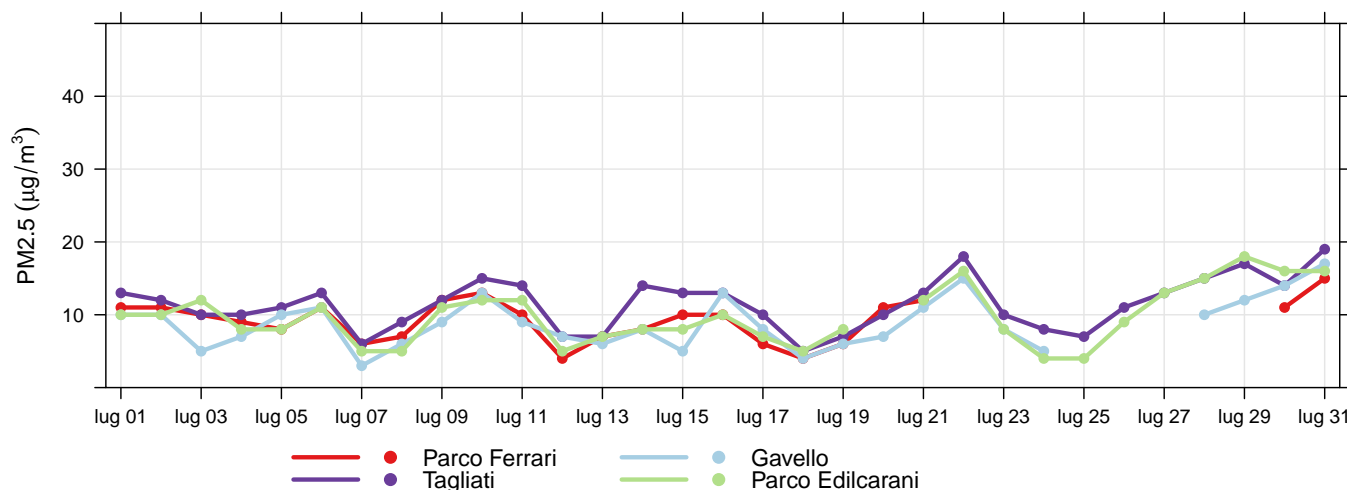 40
30
20
10
PM2.5 (µg/m³)
lug 01 lug 03 lug 05 lug 07 lug 09 lug 11 lug 13 lug 15 lug 17 lug 19 lug 21 lug 23 lug 25 lug 27 lug 29 lug 31
Parco Ferrari Gavello
Tagliati Parco Edilcarani